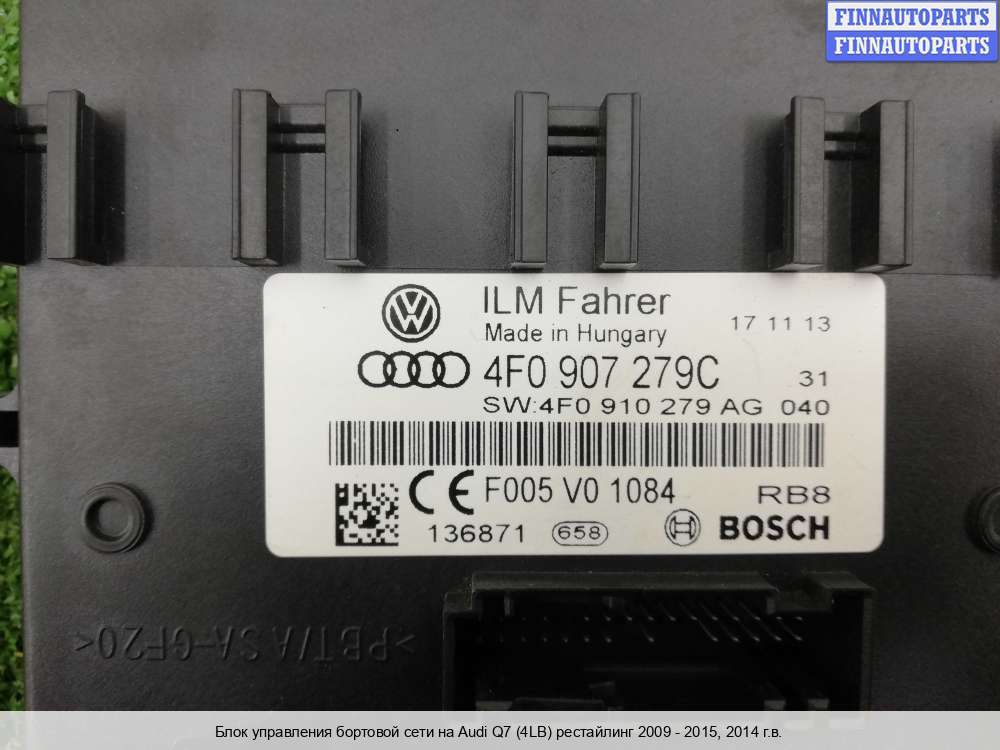 FINNAUTOPARTS
FINNAUTOPARTS
ILM Fahrer
Made in Hungary
17 11 13
4F0 907 279C
31
SW:4F0 910 279 AG 040
CE F005 V0 1084
RB8
136871
658
BOSCH
>PBT/ASA-GF20<
Блок управления бортовой сети на Audi Q7 (4LB) рестайлинг 2009 - 2015, 2014 г.в.